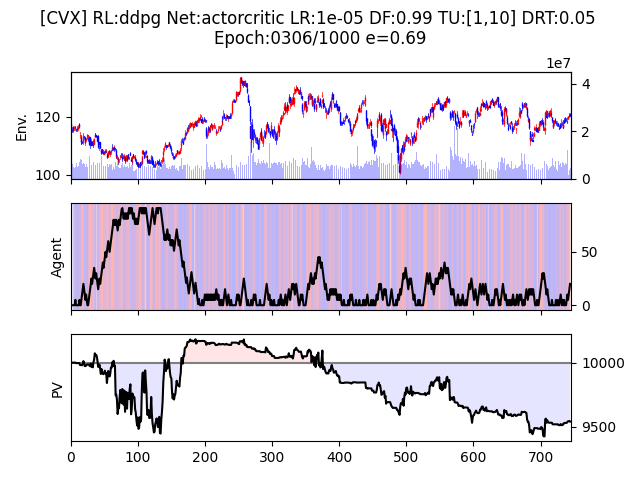 [CVX] RL:ddpg Net:actorcritic LR:1e-05 DF:0.99 TU:[1,10] DRT:0.05
Epoch:0306/1000 e=0.69
1e7
Env.
120
100
4
2
0
Agent
50
0
PV
10000
9500
0
100
200
300
400
500
600
700